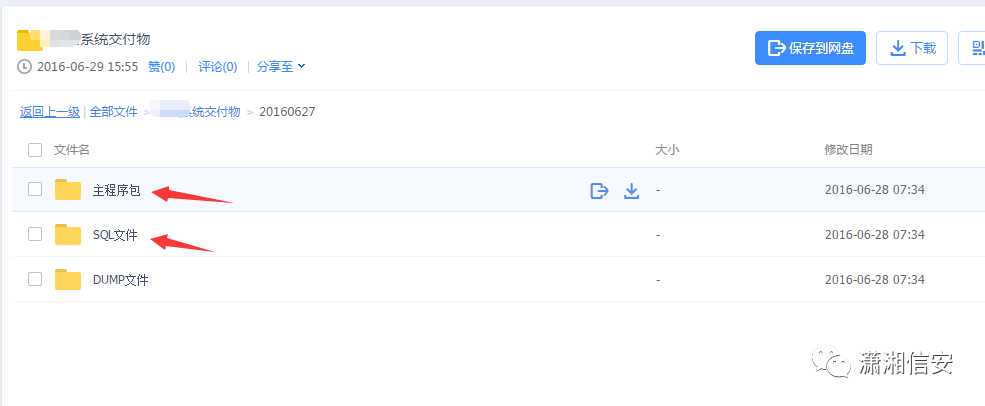 系统交付物
2016-06-29 15:55 赞(0) | 评论(0) | 分享至
保存到网盘 下载
返回上一级 | 全部文件 > 系统交付物 > 20160627
文件名 大小 修改日期
主程序包 - 2016-06-28 07:34
SQL文件 - 2016-06-28 07:34
DUMP文件 - 2016-06-28 07:34
潇湘信安